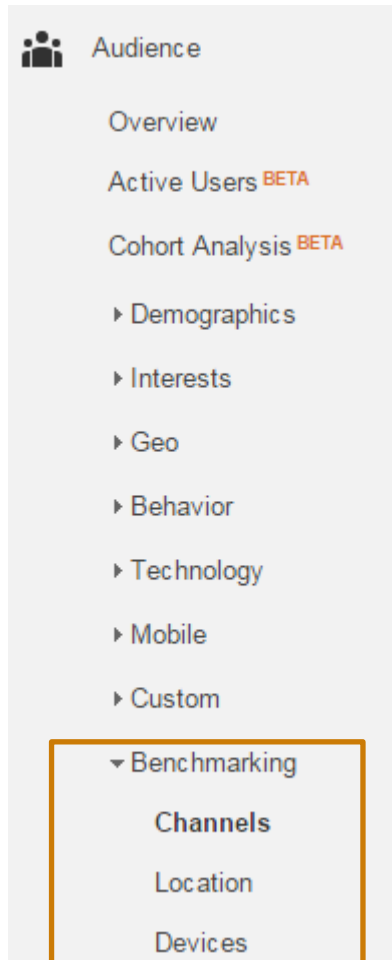 Audience
Overview
Active Users BETA
Cohort Analysis BETA
Demographics
Interests
Geo
Behavior
Technology
Mobile
Custom
Benchmarking
Channels
Location
Devices